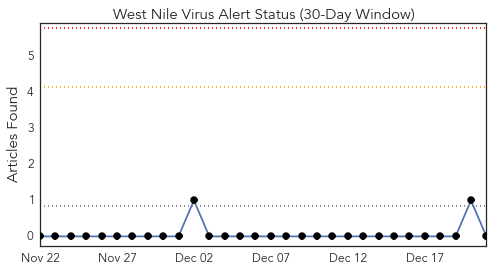 West Nile Virus Alert Status (30-Day Window)
Articles Found
5
4
3
2
1
0
Nov 22 Nov 27 Dec 02 Dec 07 Dec 12 Dec 17